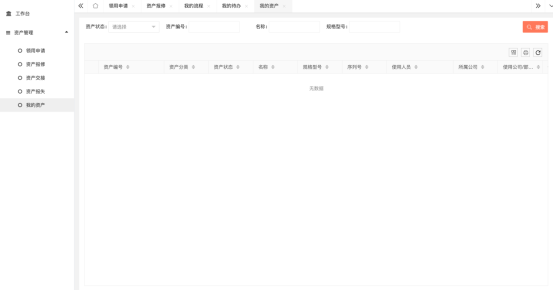 工作台
资产管理
领用申请
资产报修
资产交接
资产报失
我的资产
领用申请 资产报修 我的流程 我的待办 我的资产
资产状态: 请选择 资产编号: 名称: 规格型号: 搜索
资产编号 资产分类 资产状态 名称 规格型号 序列号 使用人员 所属公司 使用公司/部...
无数据